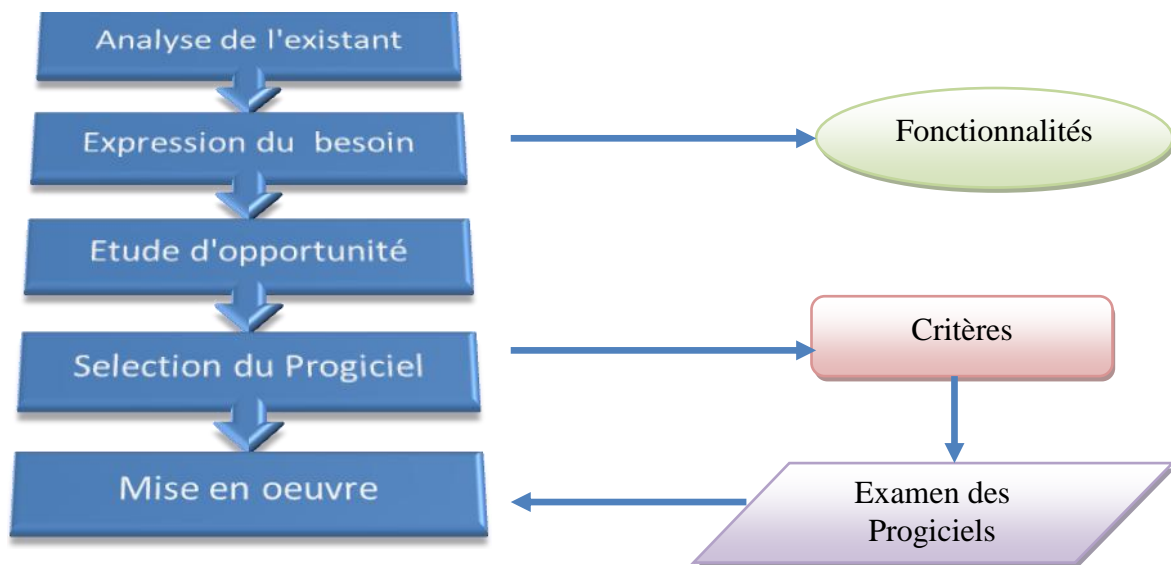 Analyse de l'existant
Expression du besoin
Fonctionnalités
Etude d'opportunité
Selection du Progiciel
Critères
Mise en oeuvre
Examen des
Progiciels